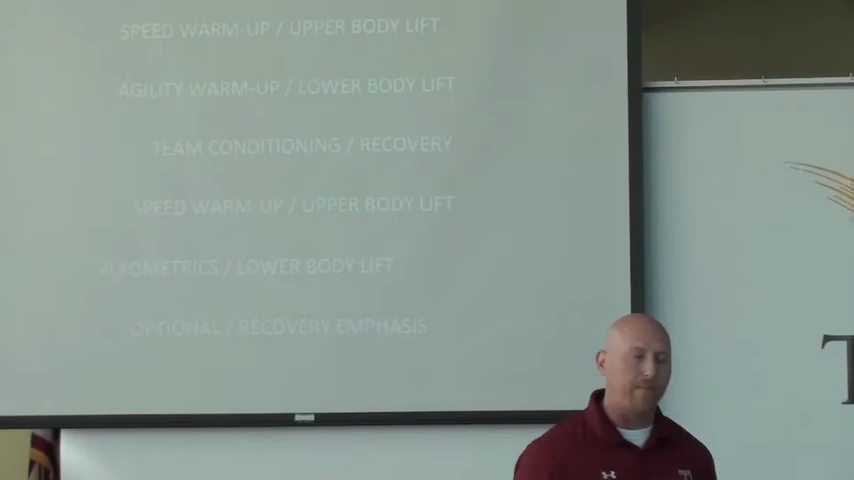 SPEED WARM-UP / UPPER BODY LIFT
AGILITY WARM-UP / LOWER BODY LIFT
TEAM CONDITIONING / RECOVERY
SPEED WARM-UP / UPPER BODY LIFT
PLYOMETRICS / LOWER BODY LIFT
OPTIONAL / RECOVERY EMPHASIS
T